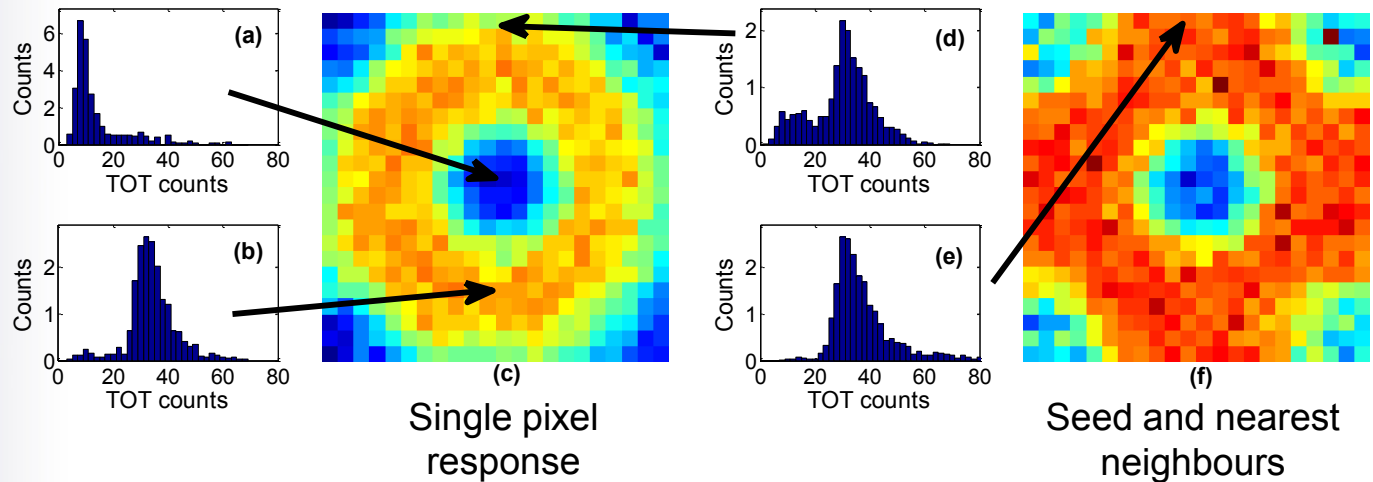 (a)
Counts
6
4
2
0
0 20 40 60 80
TOT counts
(b)
Counts
2
1
0
0 20 40 60 80
TOT counts
(c)
Single pixel
response
(d)
Counts
2
1
0
0 20 40 60 80
TOT counts
(e)
Counts
2
1
0
0 20 40 60 80
TOT counts
(f)
Seed and nearest
neighbours